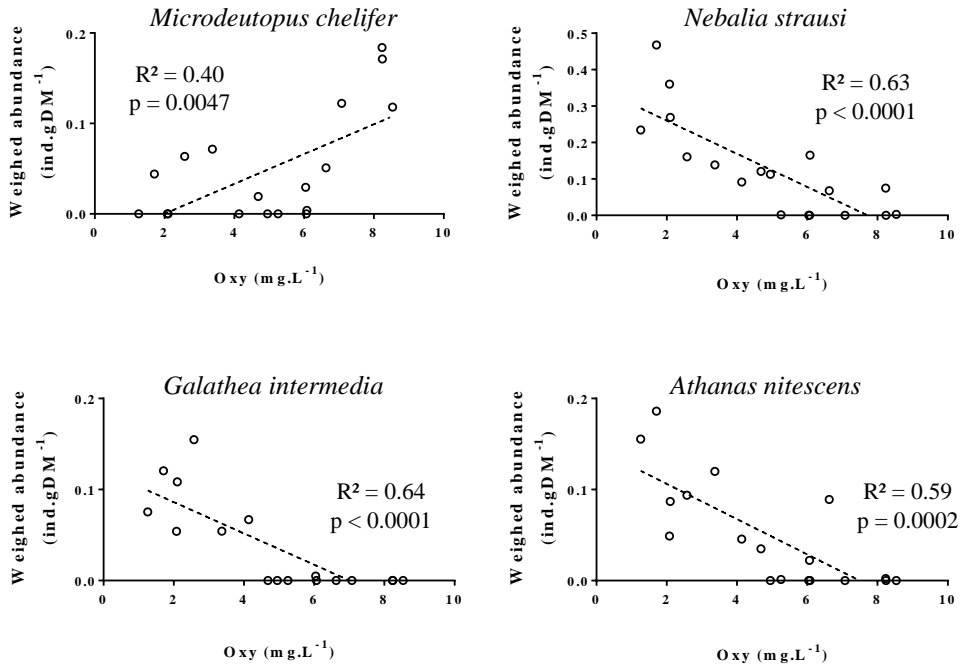 Microdeutopus chelifer
Weighed abundance
(ind.gDM⁻¹)
0.2
0.1
0.0
R² = 0.40
p = 0.0047
0 2 4 6 8 10
Oxy (mg.L⁻¹)
Nebalia strausi
Weighed abundance
(ind.gDM⁻¹)
0.5
0.4
0.3
0.2
0.1
0.0
R² = 0.63
p < 0.0001
0 2 4 6 8 10
Oxy (mg.L⁻¹)
Galathea intermedia
Weighed abundance
(ind.gDM⁻¹)
0.2
0.1
0.0
R² = 0.64
p < 0.0001
0 2 4 6 8 10
Oxy (mg.L⁻¹)
Athanas nitescens
Weighed abundance
(ind.gDM⁻¹)
0.2
0.1
0.0
R² = 0.59
p = 0.0002
0 2 4 6 8 10
Oxy (mg.L⁻¹)